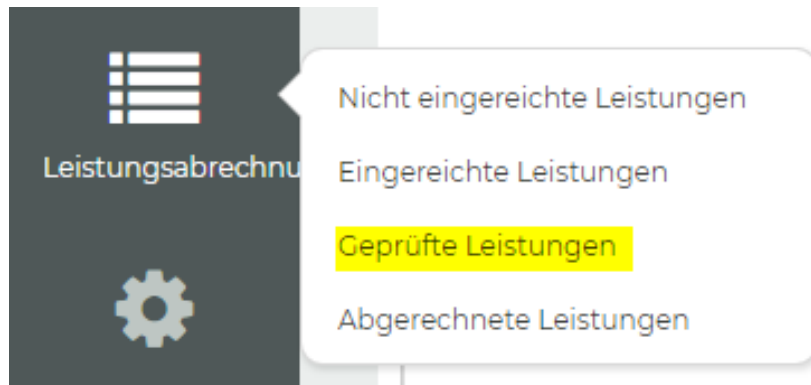 Leistungsabrechnu
Nicht eingereichte Leistungen
Eingereichte Leistungen
Geprüfte Leistungen
Abgerechnete Leistungen